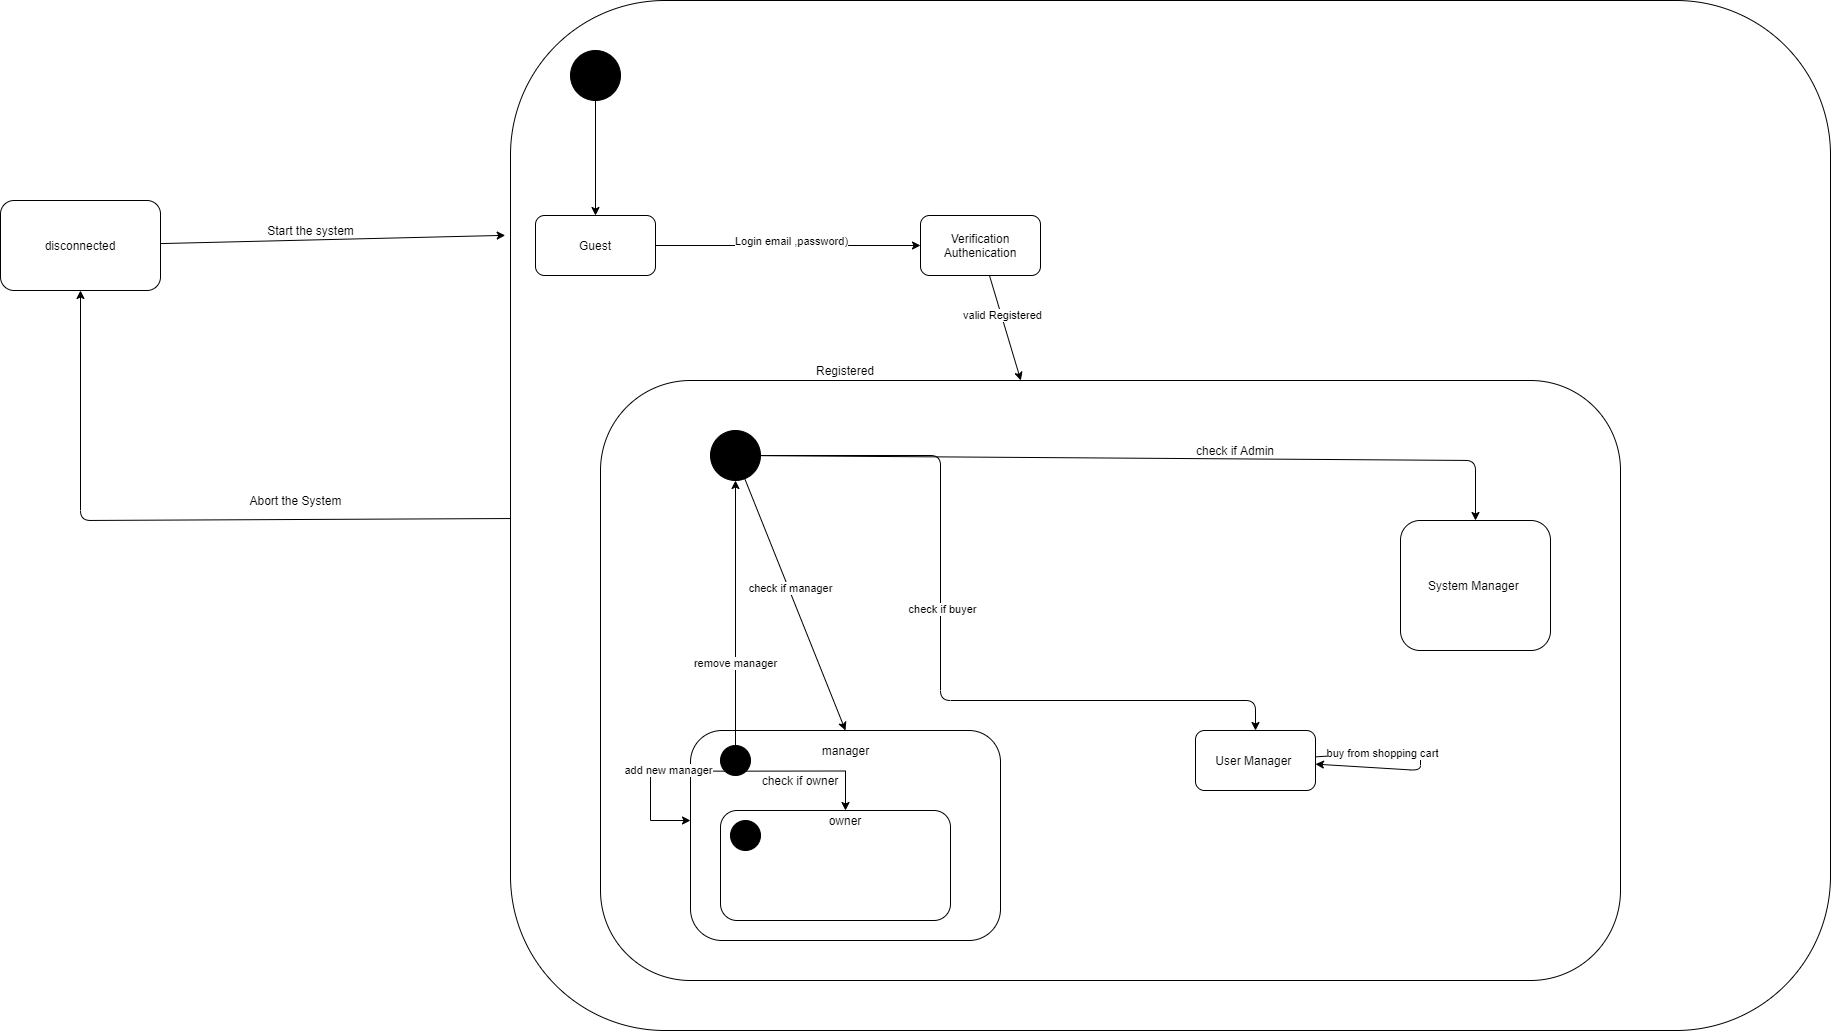 Start the system
disconnected
Guest
Login email ,password)
Verification
Authenication
valid Registered
Registered
check if Admin
Abort the System
System Manager
check if manager
check if buyer
remove manager
manager
add new manager
check if owner
owner
User Manager
buy from shopping cart